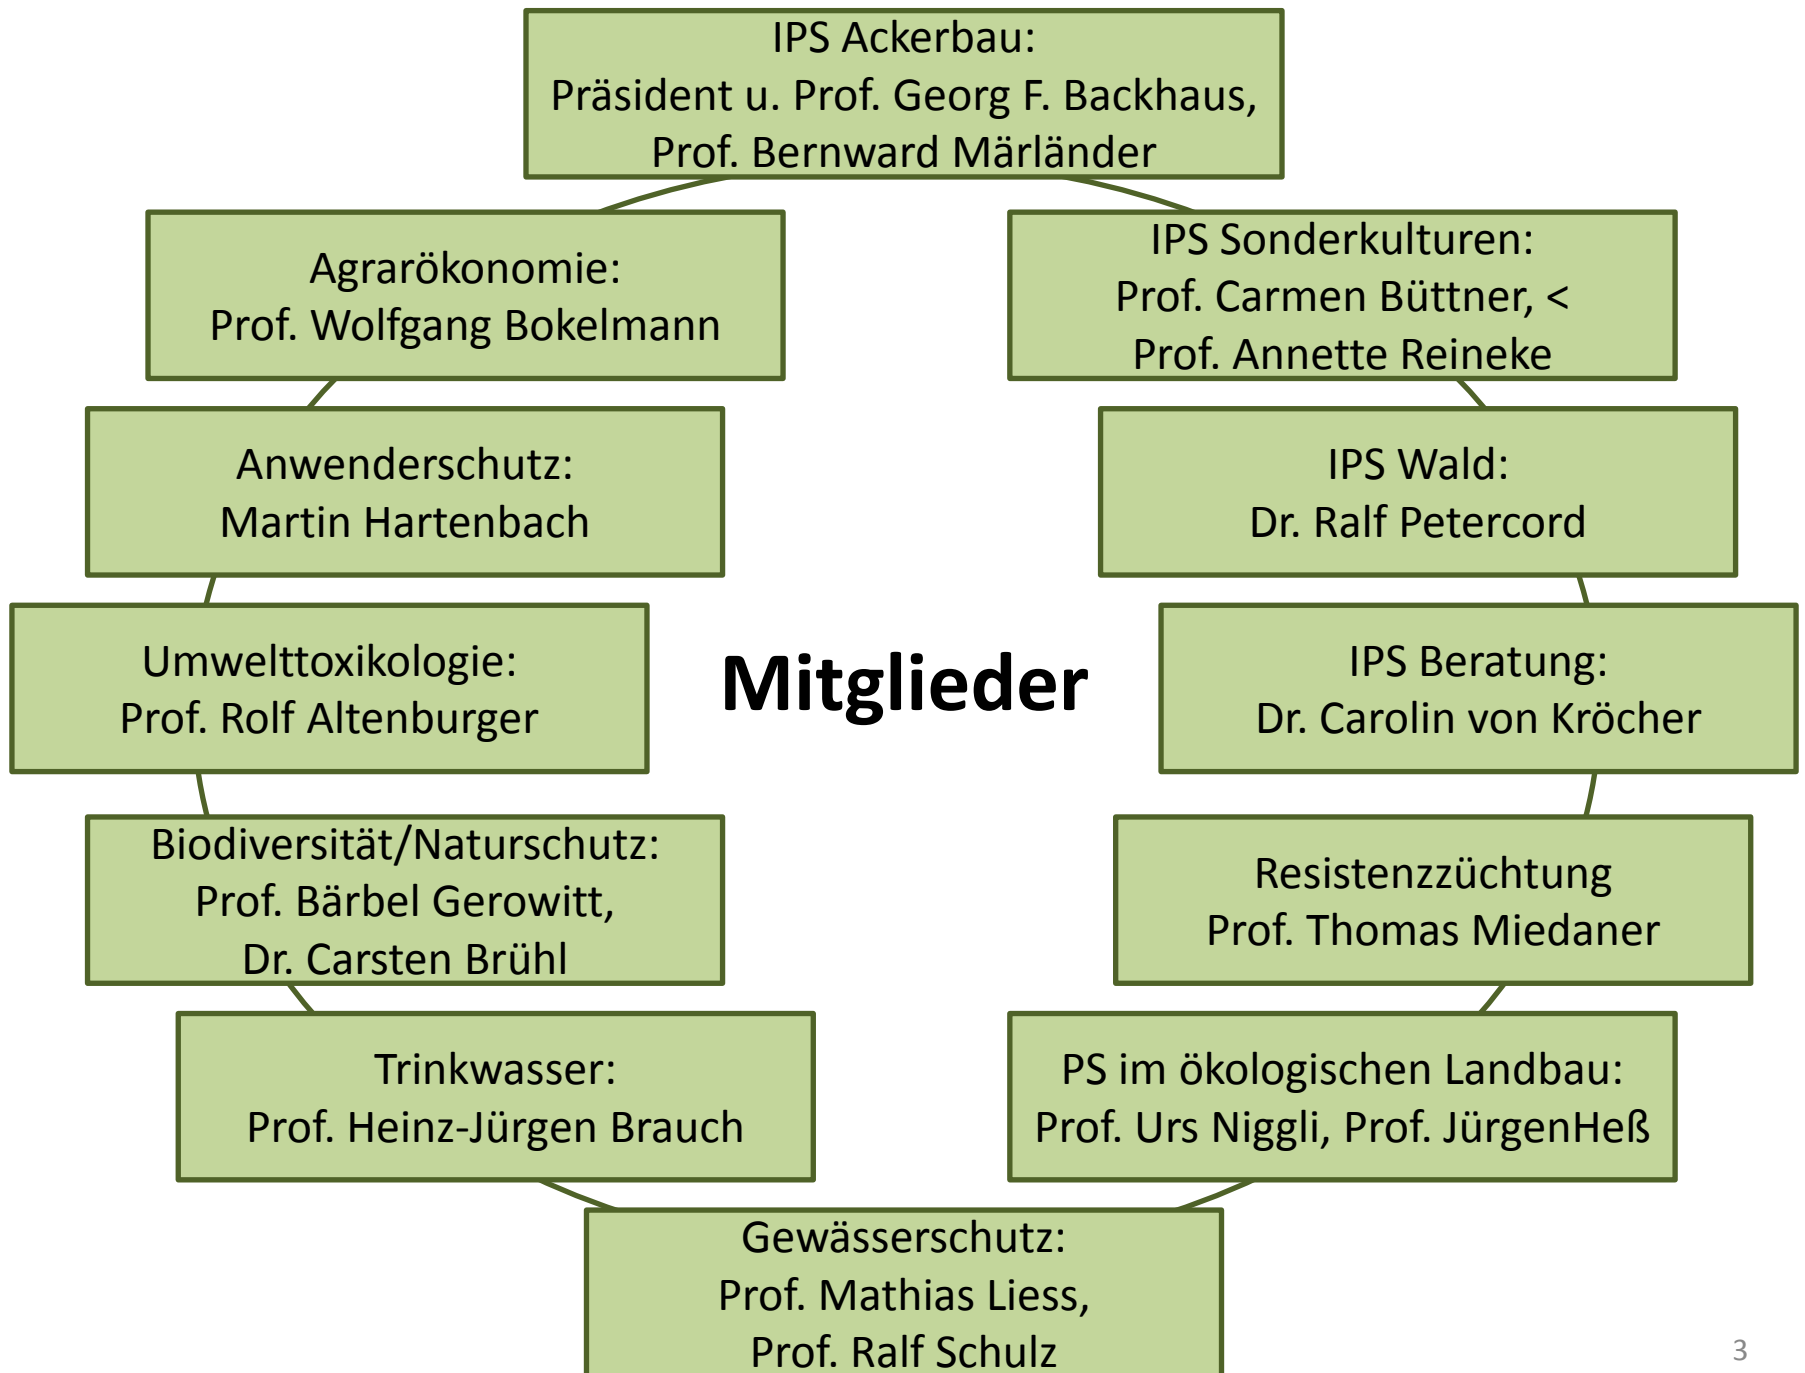 IPS Ackerbau:
Präsident u. Prof. Georg F. Backhaus,
Prof. Bernward Märländer
Agrarökonomie:
Prof. Wolfgang Bokelmann
IPS Sonderkulturen:
Prof. Carmen Büttner, <
Prof. Annette Reineke
Anwenderschutz:
Martin Hartenbach
IPS Wald:
Dr. Ralf Petercord
Umwelttoxikologie:
Prof. Rolf Altenburger
Mitglieder
IPS Beratung:
Dr. Carolin von Kröcher
Biodiversität/Naturschutz:
Prof. Bärbel Gerowitt,
Dr. Carsten Brühl
Resistenzzüchtung
Prof. Thomas Miedaner
Trinkwasser:
Prof. Heinz-Jürgen Brauch
PS im ökologischen Landbau:
Prof. Urs Niggli, Prof. JürgenHeß
Gewässerschutz:
Prof. Mathias Liess,
Prof. Ralf Schulz
3